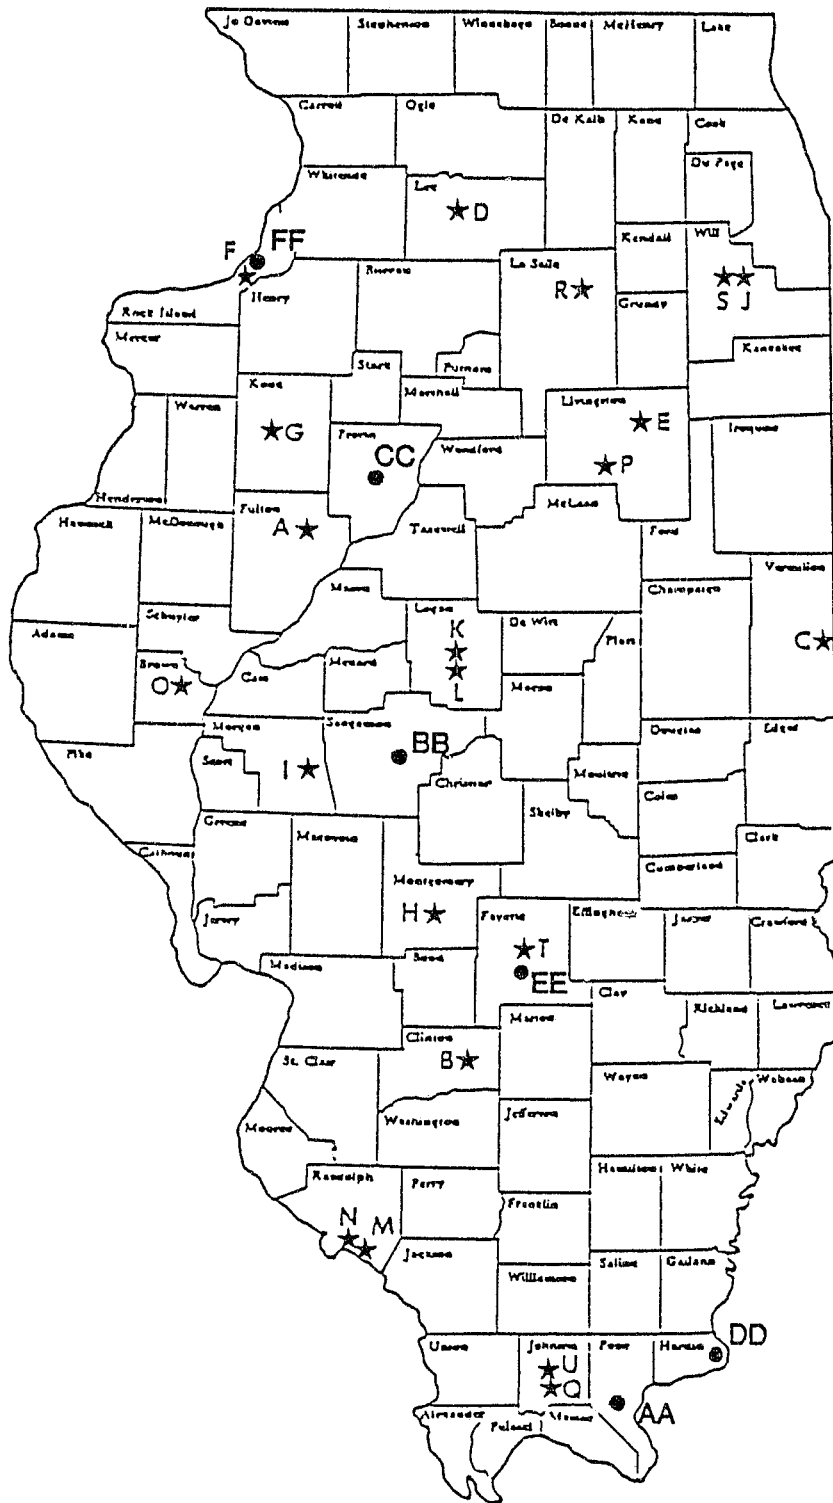 Jo Daviess
Stephenson
Winnebago
Boone
McHenry
Lake
Carroll
Ogle
De Kalb
Kane
Cook
Du Page
Whiteside
Lee
D
Kendall
Will
F
FF
La Salle
Bureau
R
S
J
Henry
Rock Island
Grundy
Mercer
Kankakee
Stark
Putnam
Knox
Marshall
Livingston
Warren
G
E
Iroquois
Peoria
CC
Woodford
P
Henderson
Hancock
McDonough
Fulton
A
Tazewell
McLean
Ford
Vermilion
Mason
Champaign
Logan
Schuyler
De Witt
K
Adams
Piatt
C
Brown
Cass
Menard
L
O
Macon
Morgan
Sangamon
Douglas
Edgar
Pike
Scott
I
BB
Moultrie
Christian
Coles
Shelby
Greene
Macoupin
Clark
Calhoun
Cumberland
Montgomery
Jersey
H
Fayette
Effingham
Jasper
Crawford
T
Madison
Bond
EE
Clay
Richland
Lawrence
Marion
Clinton
St. Clair
B
Wayne
Edwards
Wabash
Monroe
Washington
Jefferson
Randolph
Perry
Hamilton
White
N
M
Franklin
Jackson
Saline
Gallatin
Williamson
DD
Union
Johnson
Pope
Hardin
U
Q
AA
Alexander
Pulaski
Massac